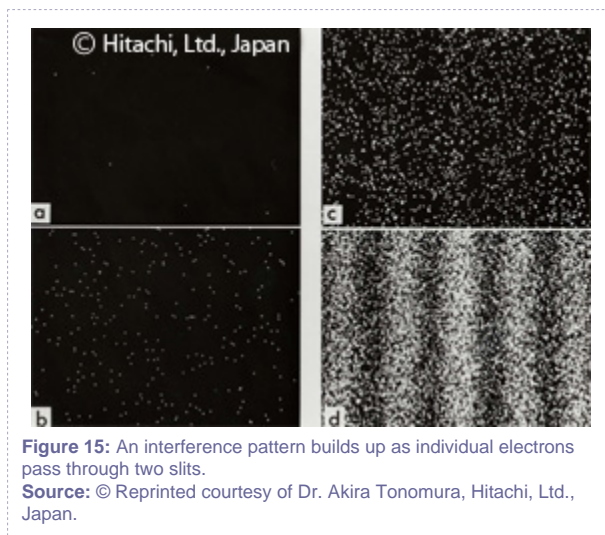 © Hitachi, Ltd., Japan
a
b
c
d
Figure 15: An interference pattern builds up as individual electrons
pass through two slits.
Source: © Reprinted courtesy of Dr. Akira Tonomura, Hitachi, Ltd.,
Japan.